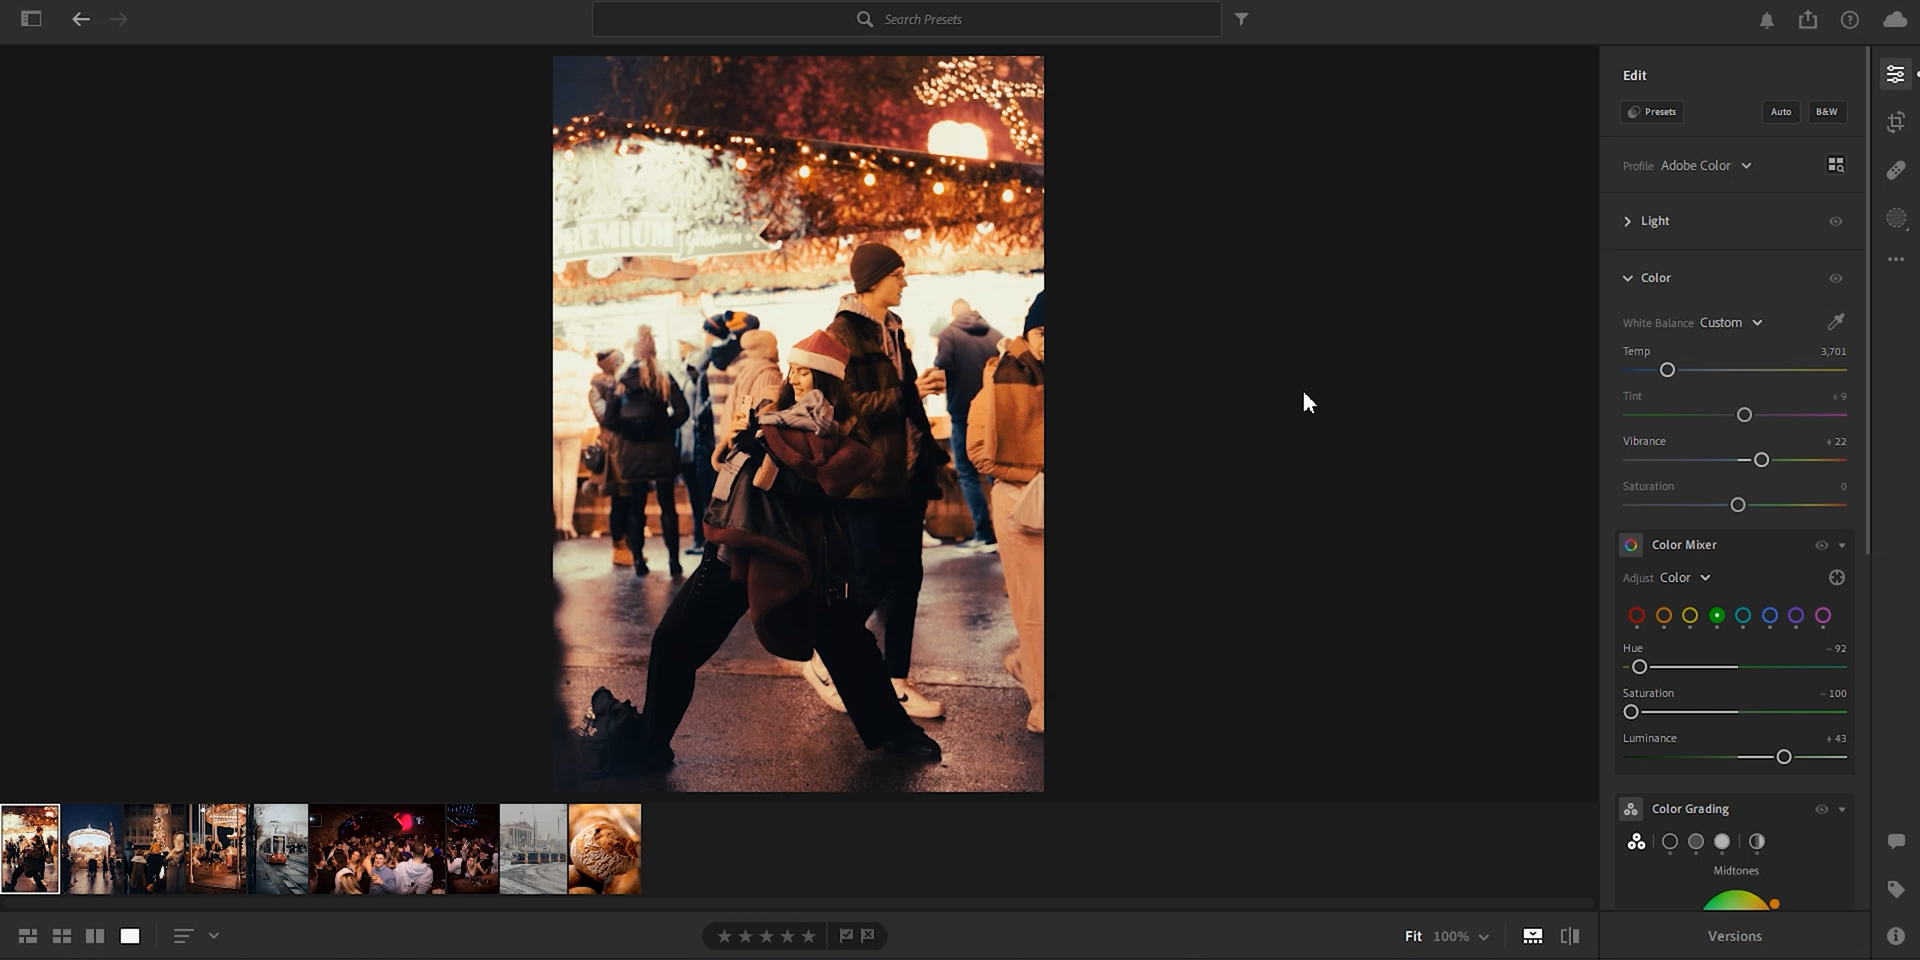 Search Presets
Edit
Presets
Auto
B&W
Profile Adobe Color
Light
Color
White Balance Custom
Temp 3,701
Tint + 9
Vibrance + 22
Saturation 0
Color Mixer
Adjust Color
Hue - 92
Saturation - 100
Luminance + 43
Color Grading
Midtones
PREMIUM
Fit 100%
Versions